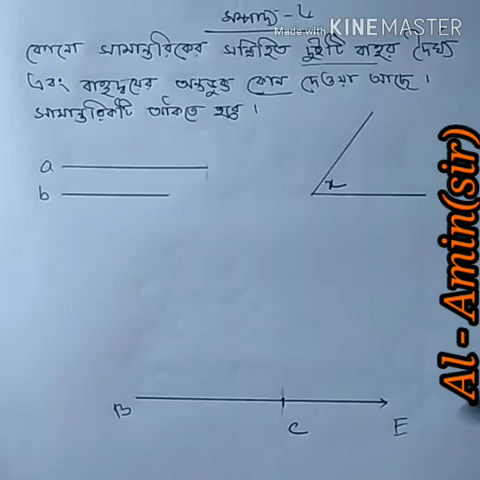 সম্পাদ্য - ৮
Made with KINEMASTER
কোনো সামান্তরিকের সন্নিহিত দুইটি বাহুর দৈর্ঘ্য
এবং বাহুদ্বয়ের অন্তর্ভুক্ত কোন দেওয়া আছে।
সামান্তরিকটি আঁকতে হবে।
a
b
x
B
C
E
Al - Amin(sir)